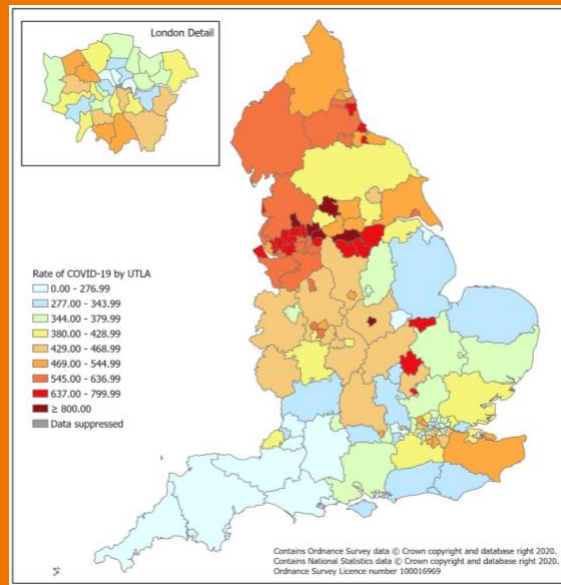 London Detail
Rate of COVID-19 by UTLA
0.00 - 276.99
277.00 - 343.99
344.00 - 379.99
380.00 - 428.99
429.00 - 468.99
469.00 - 544.99
545.00 - 636.99
637.00 - 799.99
≥ 800.00
Data suppressed
Contains Ordnance Survey data © Crown copyright and database right 2020.
Contains National Statistics data © Crown copyright and database right 2020.
Ordnance Survey Licence number 100016969